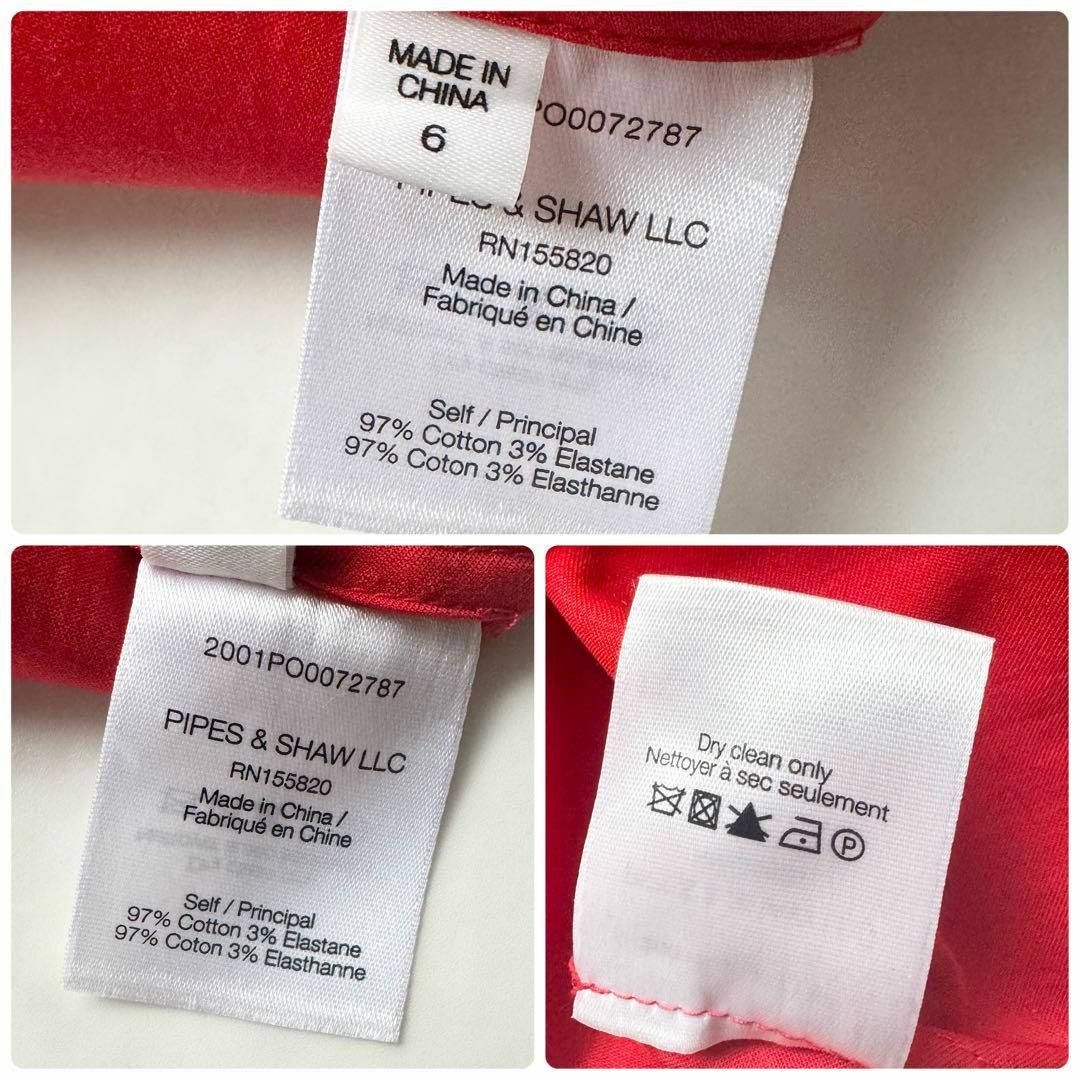 MADE IN
CHINA
6
PO0072787
PIPES & SHAW LLC
RN155820
Made in China /
Fabriqué en Chine
Self / Principal
97% Cotton 3% Elastane
97% Coton 3% Elasthanne
2001PO0072787
PIPES & SHAW LLC
RN155820
Made in China /
Fabriqué en Chine
Self / Principal
97% Cotton 3% Elastane
97% Coton 3% Elasthanne
Dry clean only
Nettoyer à sec seulement
P